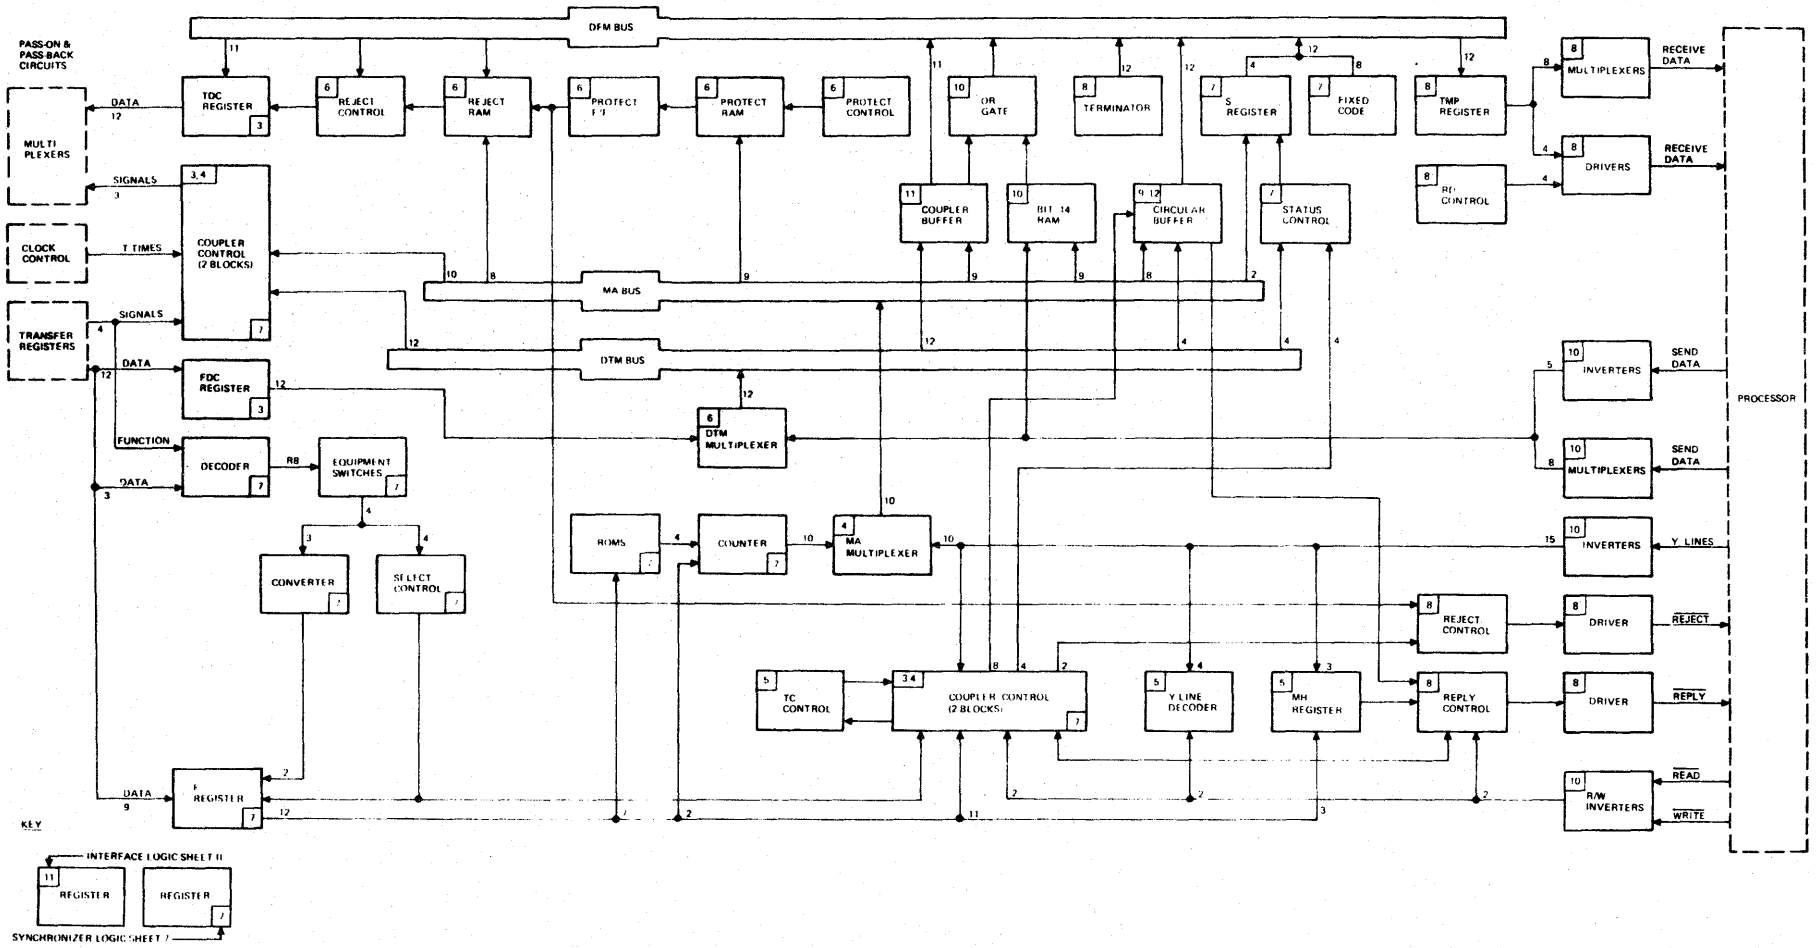 DFM BUS
PASS-ON &
PASS-BACK
CIRCUITS
11
12
8
RECEIVE
DATA
MULTIPLEXERS
TDC
REGISTER
3
6
REJECT
CONTROL
6
REJECT
RAM
6
PROTECT
6
PROTECT
RAM
6
PROTECT
CONTROL
11
10
OR
GATE
12
8
TERMINATOR
12
4
8
7
S
REGISTER
7
FIXED
CODE
12
8
TMP
REGISTER
8
DATA
12
MULTI
PLEXERS
4
8
DRIVERS
RECEIVE
DATA
SIGNALS
3
3, 4
COUPLER
CONTROL
(2 BLOCKS)
7
11
COUPLER
BUFFER
10
BIT 14
RAM
9, 12
CIRCULAR
BUFFER
7
STATUS
CONTROL
8
CONTROL
4
CLOCK
CONTROL
T TIMES
10
8
9
9
9
8
2
MA BUS
TRANSFER
REGISTERS
4
SIGNALS
12
DTM BUS
12
4
4
4
12
DATA
FDC
REGISTER
3
12
12
10
INVERTERS
5
SEND
DATA
PROCESSOR
6
DTM
MULTIPLEXER
FUNCTION
DECODER
7
R8
EQUIPMENT
SWITCHES
7
DATA
3
10
MULTIPLEXERS
8
SEND
DATA
4
3
4
CONVERTER
7
SELECT
CONTROL
7
ROMS
7
4
COUNTER
7
10
4
MA
MULTIPLEXER
10
10
15
10
INVERTERS
Y LINES
8
REJECT
CONTROL
8
DRIVER
REJECT
5
TC
CONTROL
8
4
2
3 4
COUPLER CONTROL
(2 BLOCKS)
7
4
5
Y LINE
DECODER
3
5
MH
REGISTER
8
REPLY
CONTROL
8
DRIVER
REPLY
2
DATA
9
REGISTER
7
12
7
2
11
2
2
3
2
10
R/W
INVERTERS
READ
WRITE
KEY
INTERFACE LOGIC SHEET 11
11
REGISTER
REGISTER
7
SYNCHRONIZER LOGIC SHEET 7